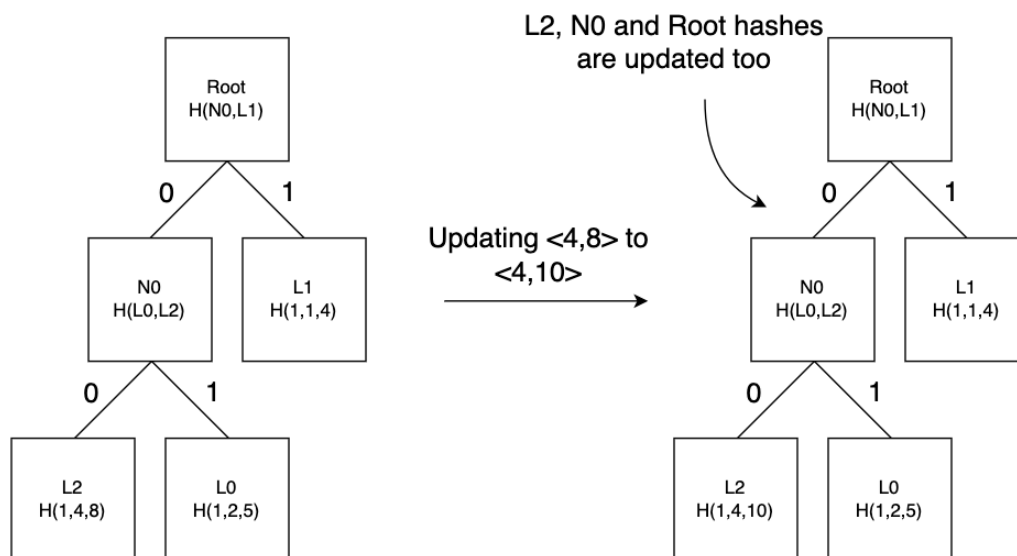 L2, N0 and Root hashes
are updated too
Root
H(N0,L1)
0
1
N0
H(L0,L2)
L1
H(1,1,4)
0
1
L2
H(1,4,8)
L0
H(1,2,5)
Updating <4,8> to
<4,10>
Root
H(N0,L1)
0
1
N0
H(L0,L2)
L1
H(1,1,4)
0
1
L2
H(1,4,10)
L0
H(1,2,5)